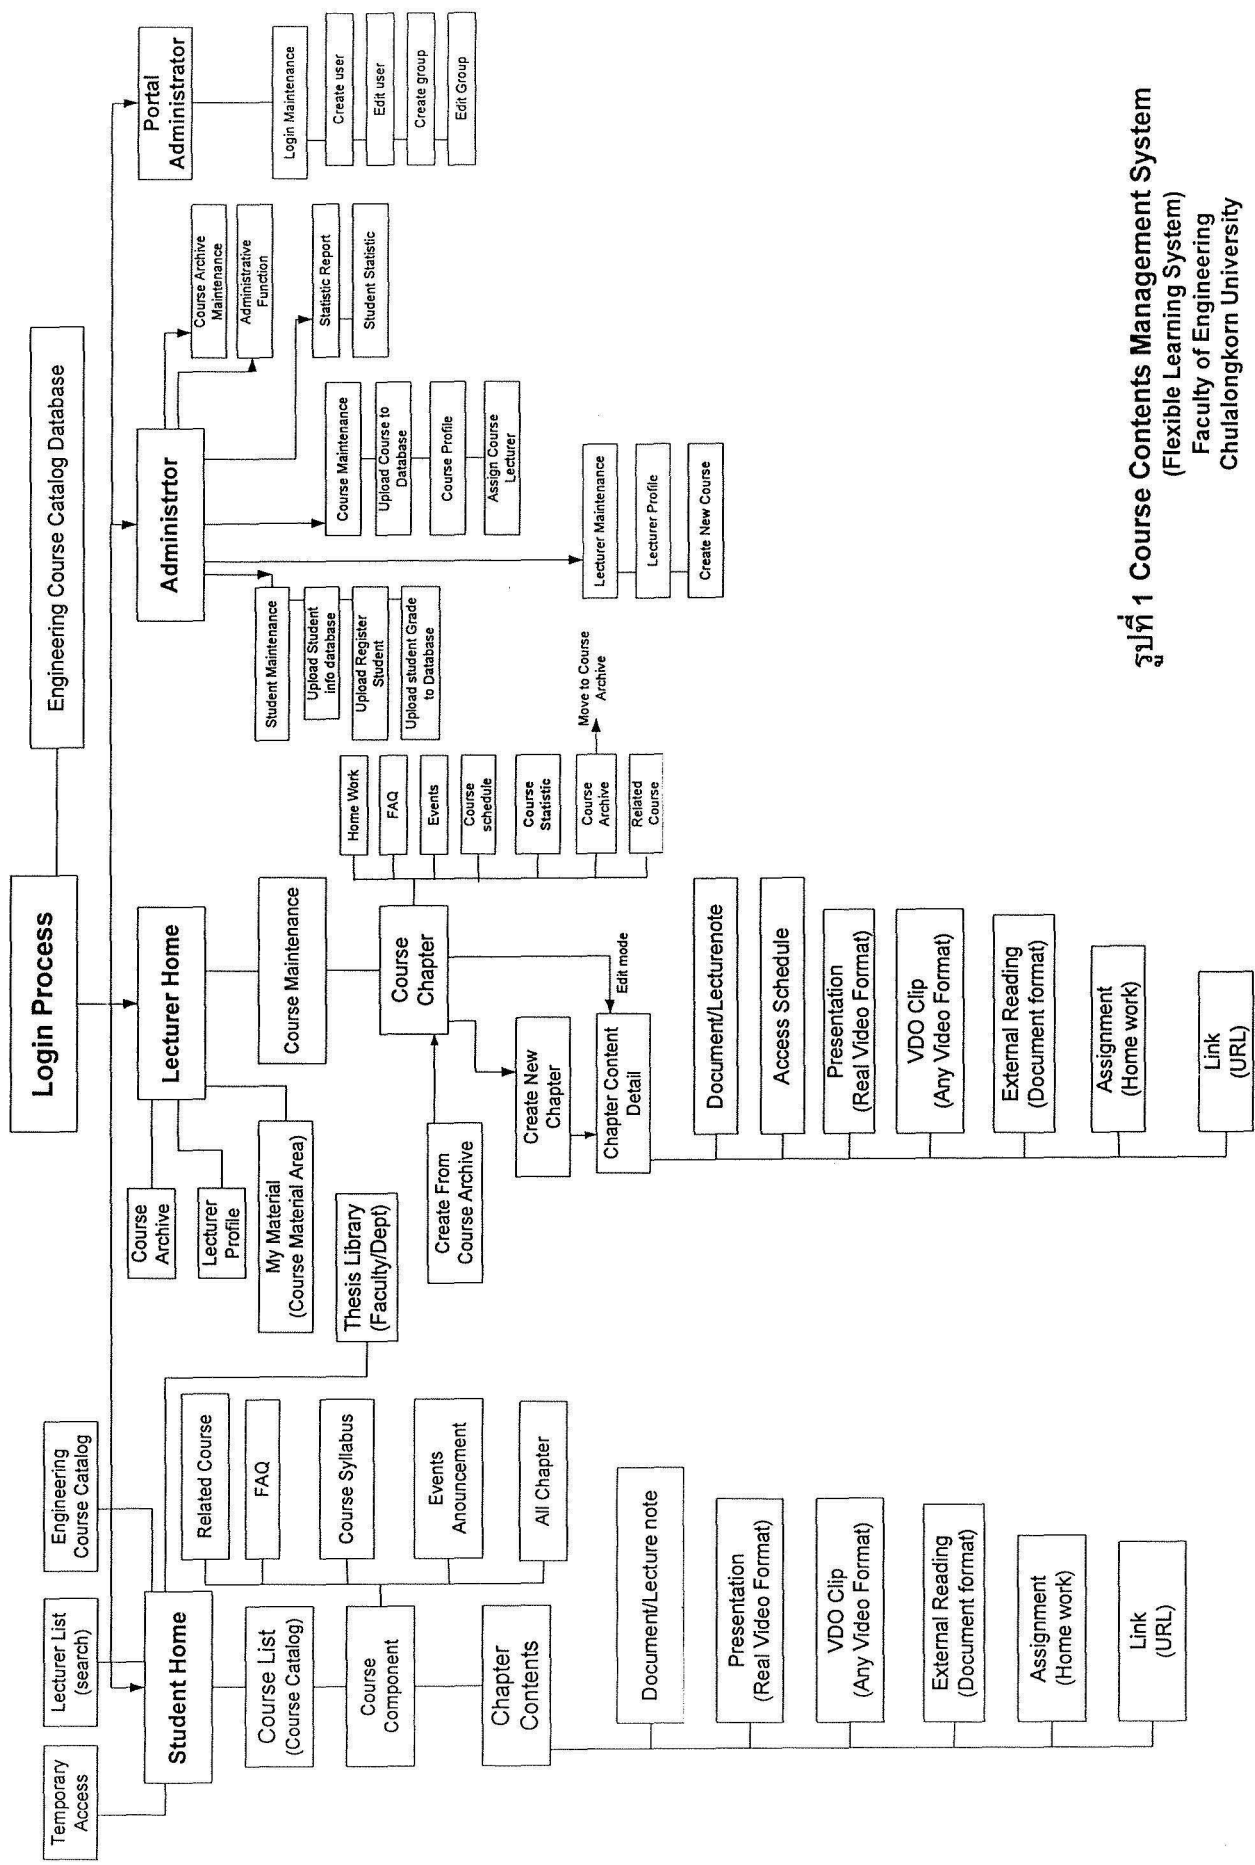 Login Process
Engineering Course Catalog Database
Temporary
Access
Lecturer List
(search)
Engineering
Course Catalog
Student Home
Course List
(Course Catalog)
Course
Component
Chapter
Contents
Related Course
FAQ
Course Syllabus
Events
Anouncement
All Chapter
Document/Lecture note
Presentation
(Real Video Format)
VDO Clip
(Any Video Format)
External Reading
(Document format)
Assignment
(Home work)
Link
(URL)
Thesis Library
(Faculty/Dept)
Lecturer Home
Course
Archive
Lecturer
Profile
My Material
(Course Material Area)
Course Maintenance
Course
Chapter
Create From
Course Archive
Create New
Chapter
Edit mode
Chapter Content
Detail
Home Work
FAQ
Events
Course
schedule
Course
Statistic
Course
Archive
Move to Course
Archive
Related
Course
Document/Lecturenote
Access Schedule
Presentation
(Real Video Format)
VDO Clip
(Any Video Format)
External Reading
(Document format)
Assignment
(Home work)
Link
(URL)
Administrtor
Student Maintenance
Upload Student
info database
Upload Register
Student
Upload student Grade
to Database
Lecturer Maintenance
Lecturer Profile
Create New Course
Course Maintenance
Upload Course to
Database
Course Profile
Assign Course
Lecturer
Statistic Report
Student Statistic
Course Archive
Maintenance
Administrative
Function
Portal
Administrator
Login Maintenance
Create user
Edit user
Create group
Edit Group
รูปที่ 1 Course Contents Management System
(Flexible Learning System)
Faculty of Engineering
Chulalongkorn University